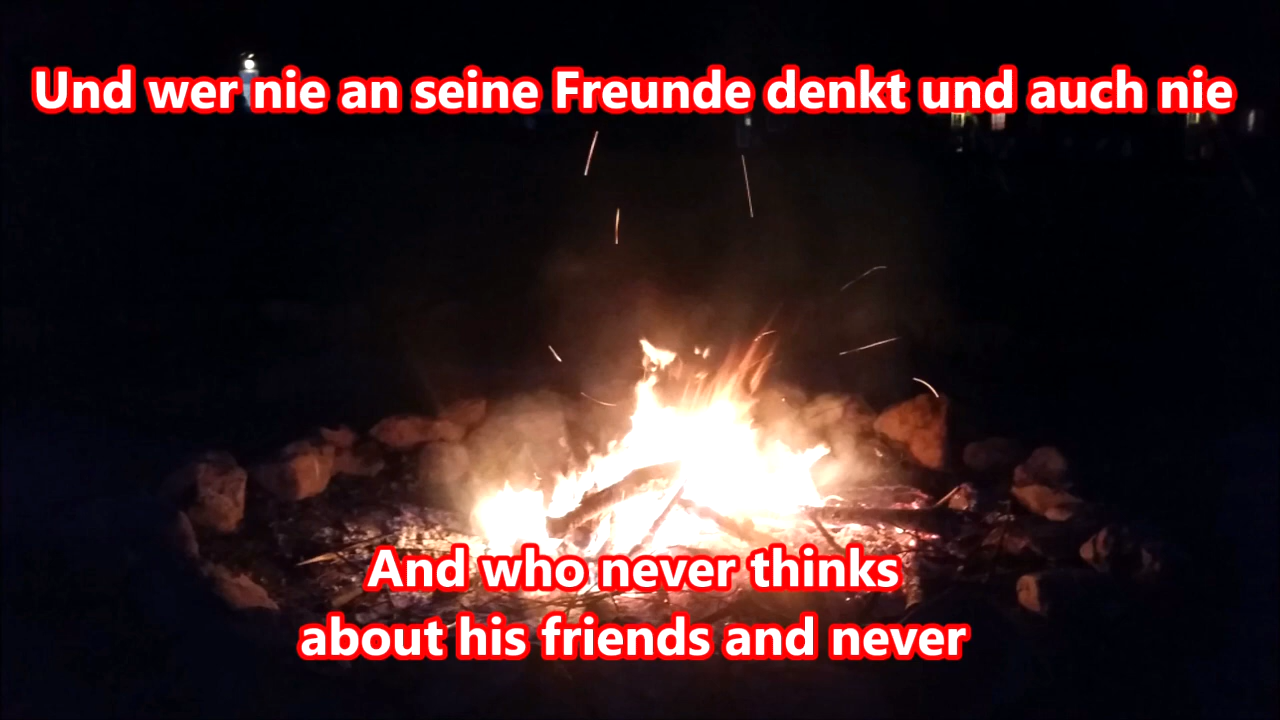 Und wer nie an seine Freunde denkt und auch nie
And who never thinks
about his friends and never